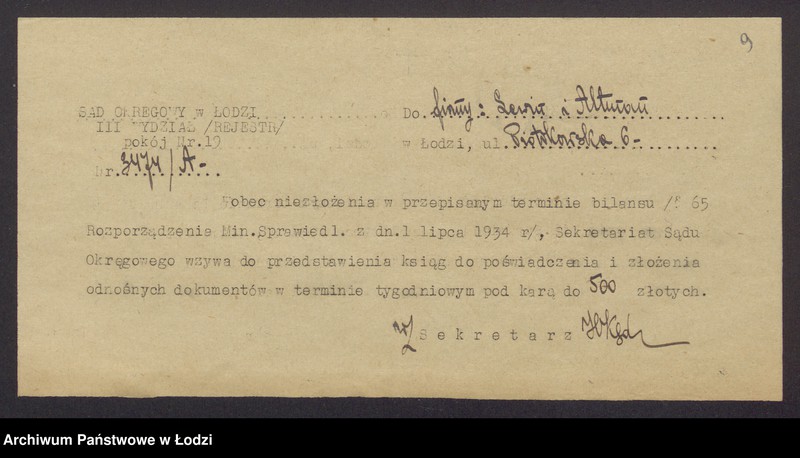 9
SĄD OKRĘGOWY w ŁODZI
III WYDZIAŁ /REJESTR/
pokój Nr.19
Nr. 3474/A-
Do firmy: Lewin i Altman
w Łodzi, ul. Piotrkowska 6-
Wobec niezłożenia w przepisanym terminie bilansu /§ 65
Rozporządzenie Min.Sprawiedl. z dn.1 lipca 1934 r/, Sekretariat Sądu
Okręgowego wzywa do przedstawienia ksiąg do poświadczenia i złożenia
odnośnych dokumentów w terminie tygodniowym pod karą do 500 złotych.
Sekretarz
Archiwum Państwowe w Łodzi